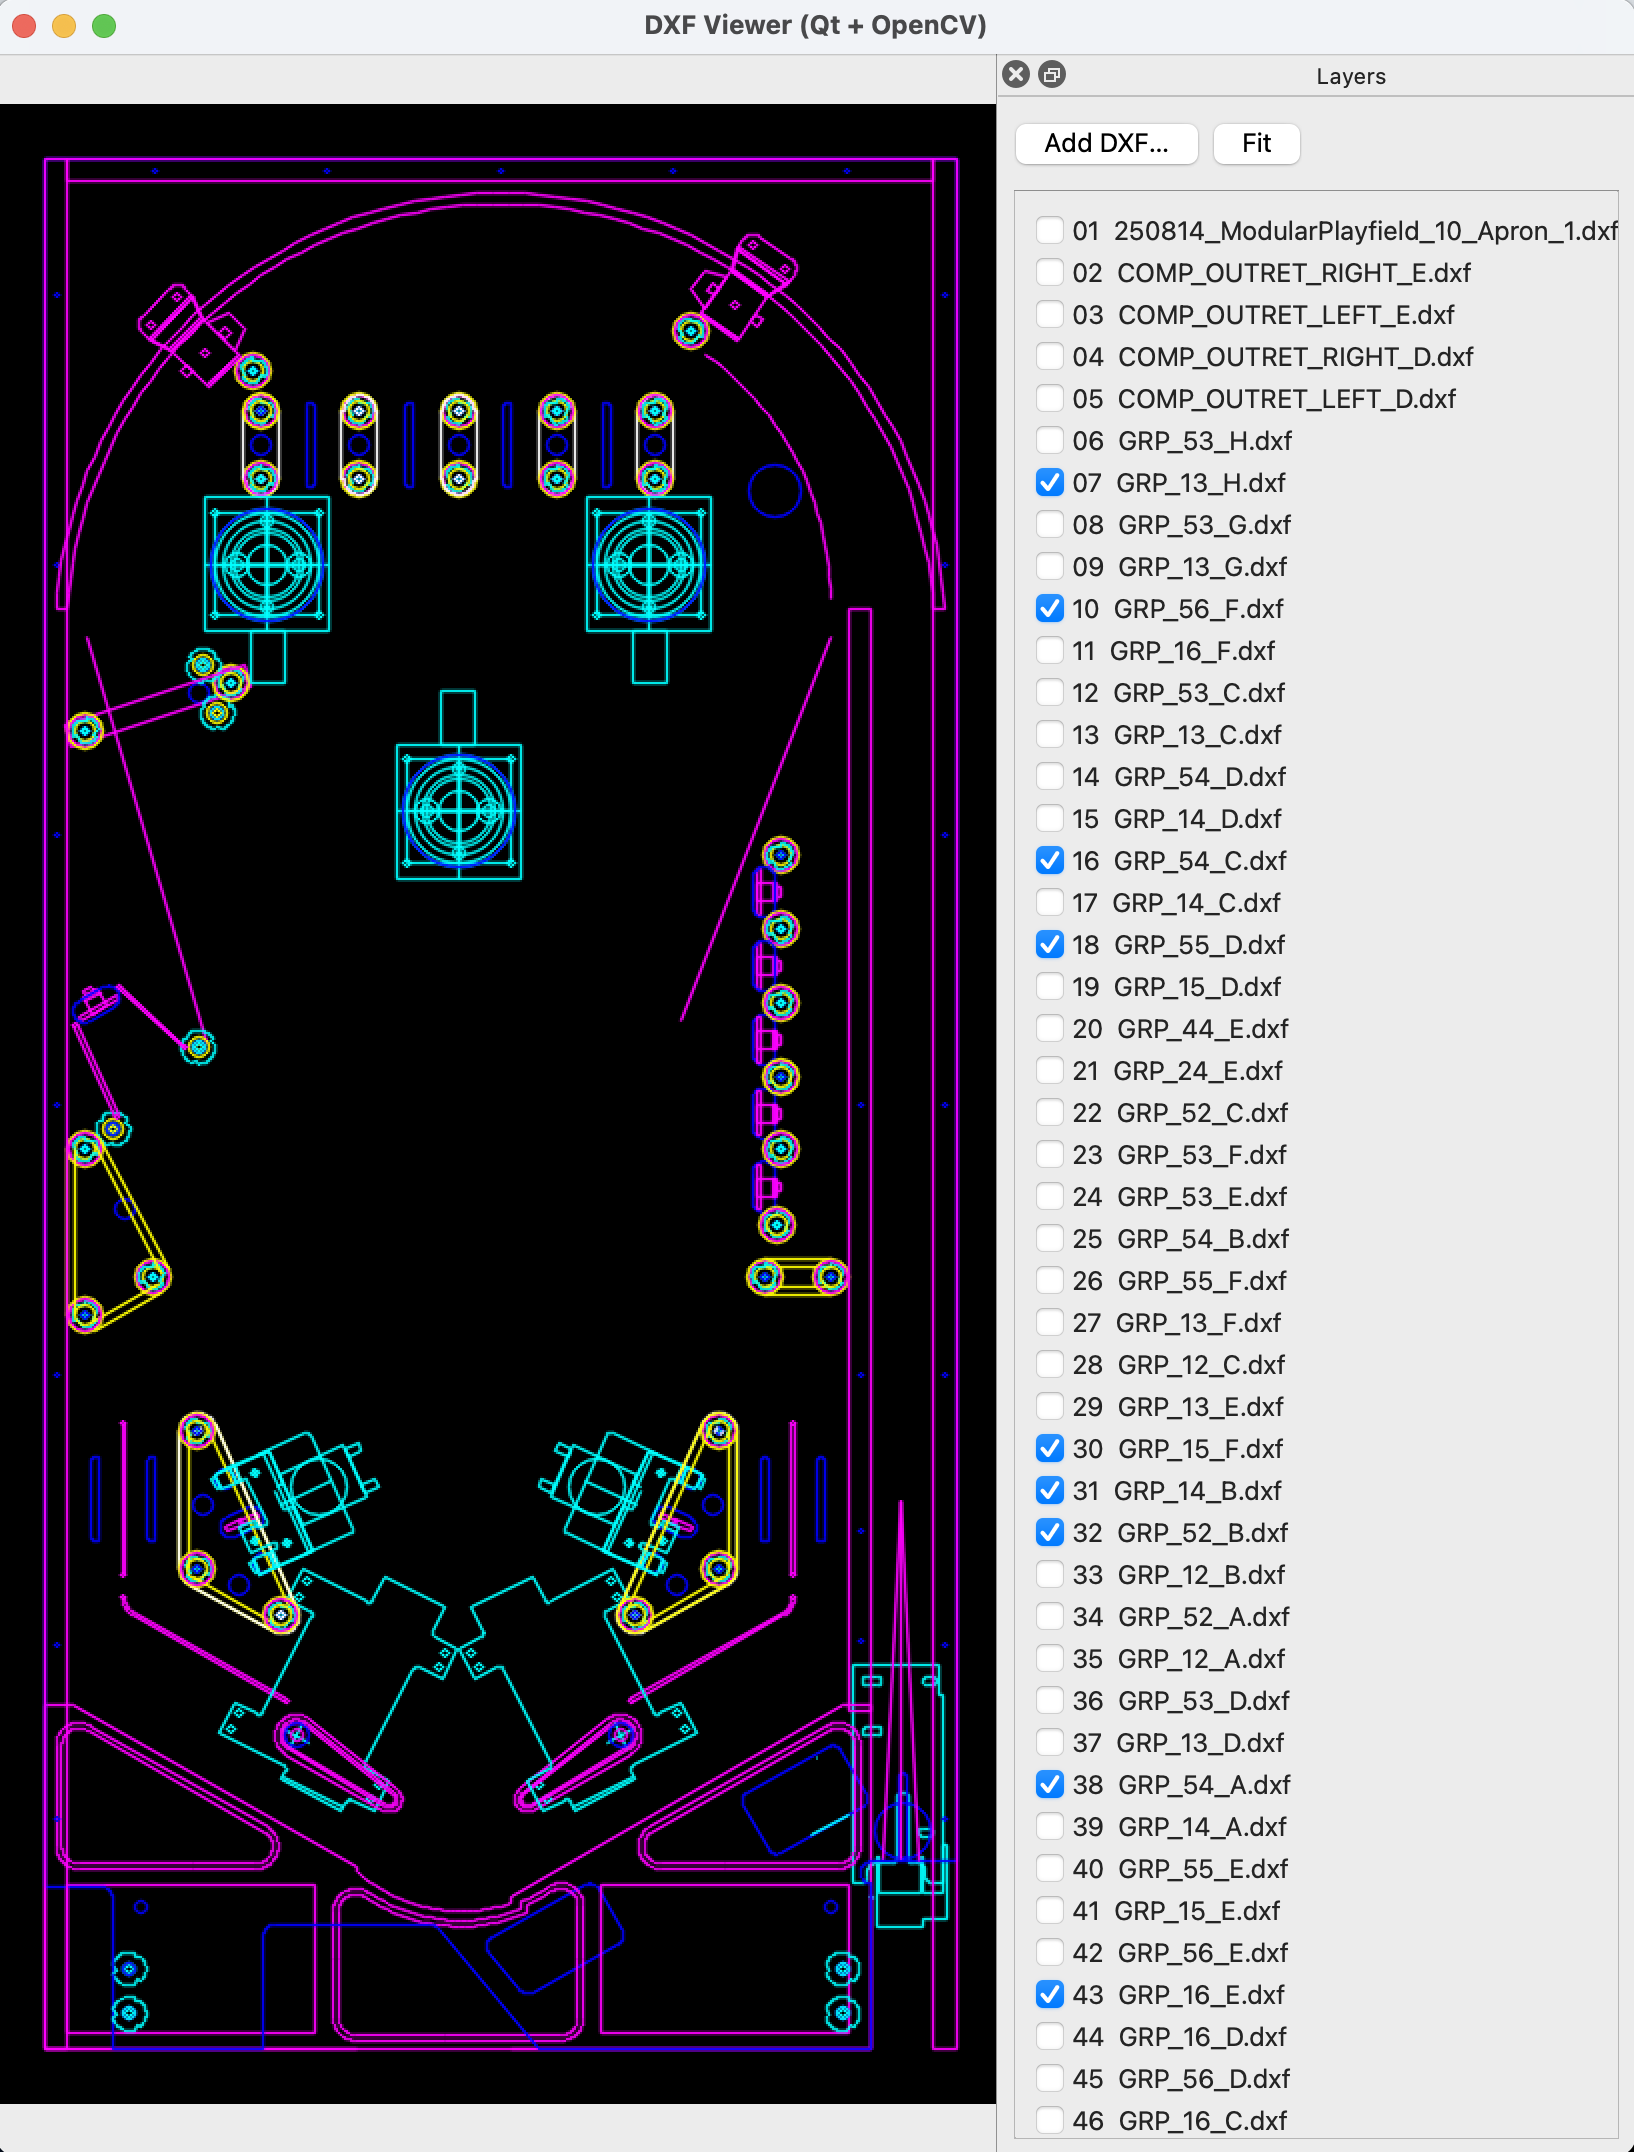 DXF Viewer (Qt + OpenCV)
Layers
Add DXF...
Fit
01 250814_ModularPlayfield_10_Apron_1.dxf
02 COMP_OUTRET_RIGHT_E.dxf
03 COMP_OUTRET_LEFT_E.dxf
04 COMP_OUTRET_RIGHT_D.dxf
05 COMP_OUTRET_LEFT_D.dxf
06 GRP_53_H.dxf
07 GRP_13_H.dxf
08 GRP_53_G.dxf
09 GRP_13_G.dxf
10 GRP_56_F.dxf
11 GRP_16_F.dxf
12 GRP_53_C.dxf
13 GRP_13_C.dxf
14 GRP_54_D.dxf
15 GRP_14_D.dxf
16 GRP_54_C.dxf
17 GRP_14_C.dxf
18 GRP_55_D.dxf
19 GRP_15_D.dxf
20 GRP_44_E.dxf
21 GRP_24_E.dxf
22 GRP_52_C.dxf
23 GRP_53_F.dxf
24 GRP_53_E.dxf
25 GRP_54_B.dxf
26 GRP_55_F.dxf
27 GRP_13_F.dxf
28 GRP_12_C.dxf
29 GRP_13_E.dxf
30 GRP_15_F.dxf
31 GRP_14_B.dxf
32 GRP_52_B.dxf
33 GRP_12_B.dxf
34 GRP_52_A.dxf
35 GRP_12_A.dxf
36 GRP_53_D.dxf
37 GRP_13_D.dxf
38 GRP_54_A.dxf
39 GRP_14_A.dxf
40 GRP_55_E.dxf
41 GRP_15_E.dxf
42 GRP_56_E.dxf
43 GRP_16_E.dxf
44 GRP_16_D.dxf
45 GRP_56_D.dxf
46 GRP_16_C.dxf